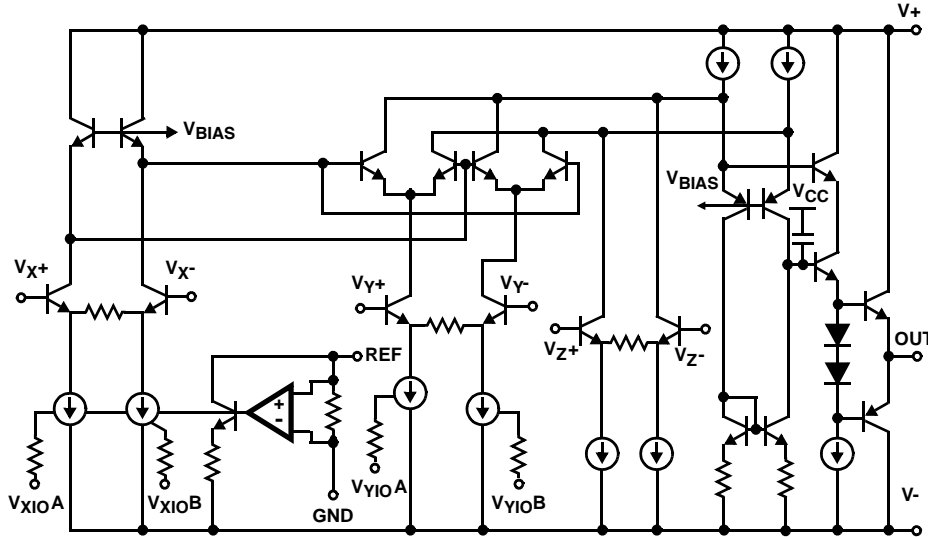 V+
VBIAS
VBIAS
VCC
VX+
VX-
VY+
VY-
VZ+
VZ-
OUT
REF
+
-
VXIOA
VXIOB
VYIOA
VYIOB
GND
V-